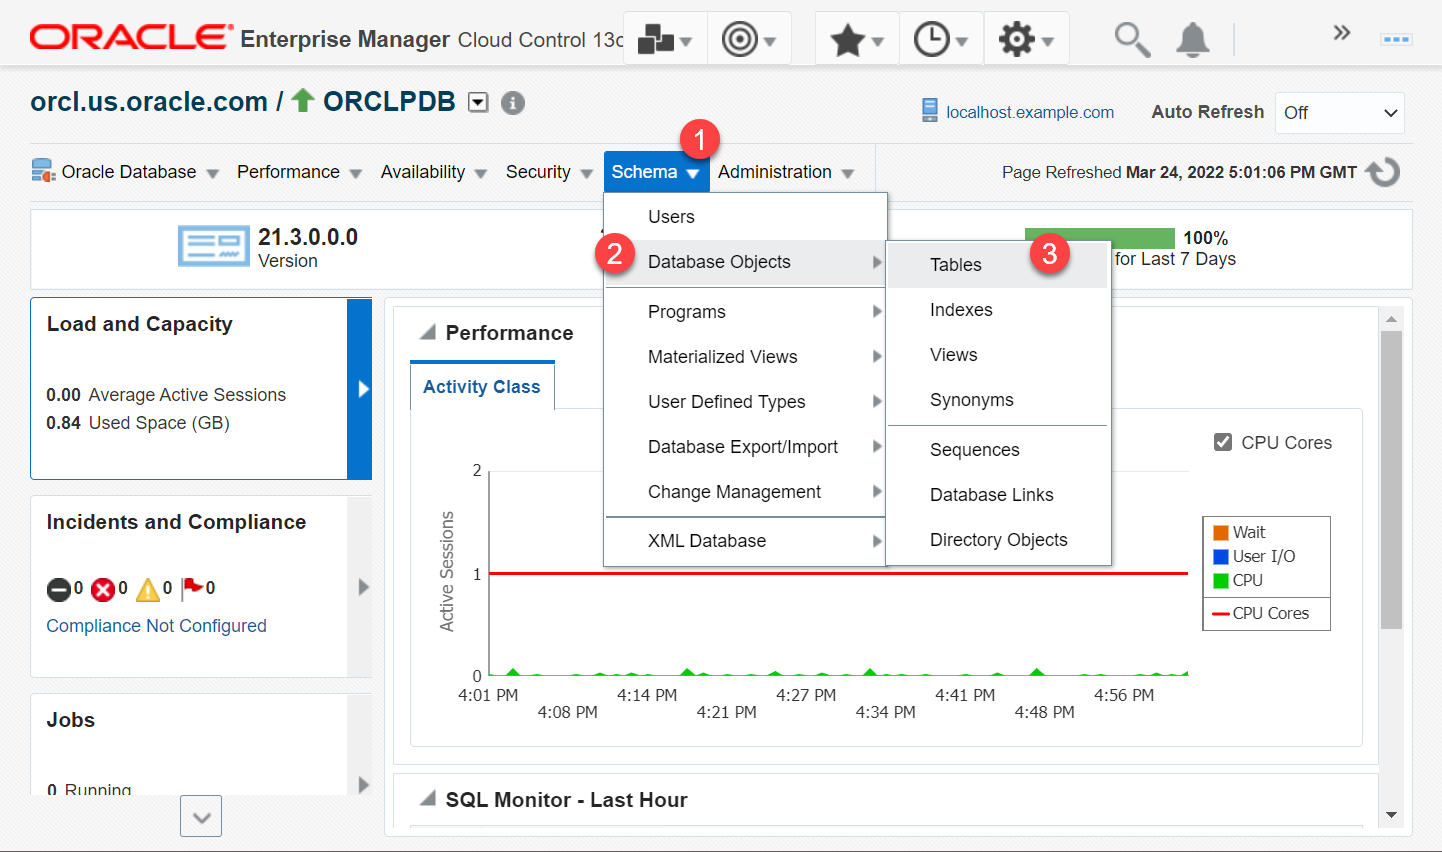 ORACLE Enterprise Manager Cloud Control 13c
orcl.us.oracle.com / ORCLPDB
localhost.example.com Auto Refresh Off
1
Oracle Database Performance Availability Security Schema Administration Page Refreshed Mar 24, 2022 5:01:06 PM GMT
21.3.0.0.0
Version
100%
for Last 7 Days
Users
2 Database Objects
Programs
Materialized Views
User Defined Types
Database Export/Import
Change Management
XML Database
Tables 3
Indexes
Views
Synonyms
Sequences
Database Links
Directory Objects
Load and Capacity
0.00 Average Active Sessions
0.84 Used Space (GB)
Incidents and Compliance
0 0 0 0
Compliance Not Configured
Jobs
0 Running
Performance
Activity Class
CPU Cores
Active Sessions
2
1
0
4:01 PM 4:14 PM 4:27 PM 4:41 PM 4:56 PM
4:08 PM 4:21 PM 4:34 PM 4:48 PM
Wait
User I/O
CPU
CPU Cores
SQL Monitor - Last Hour